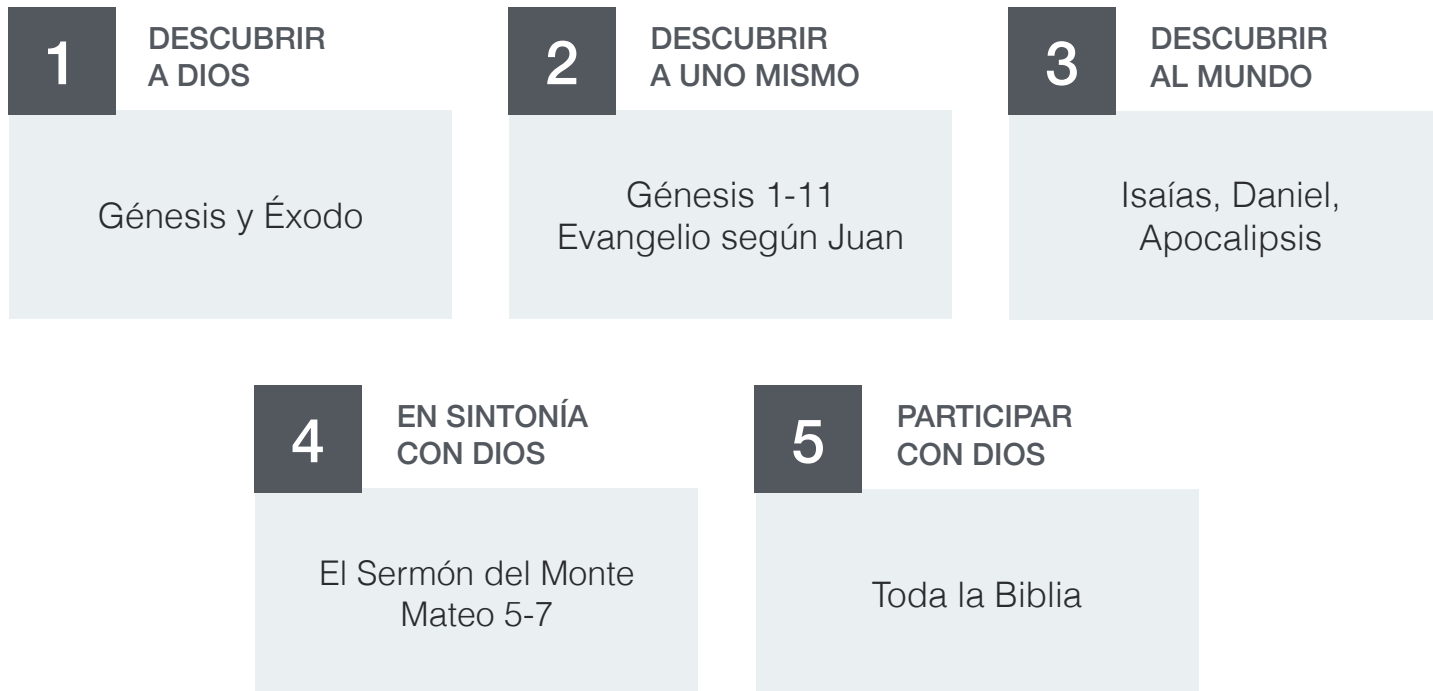 1
DESCUBRIR
A DIOS
Génesis y Éxodo
2
DESCUBRIR
A UNO MISMO
Génesis 1-11
Evangelio según Juan
3
DESCUBRIR
AL MUNDO
Isaías, Daniel,
Apocalipsis
4
EN SINTONÍA
CON DIOS
El Sermón del Monte
Mateo 5-7
5
PARTICIPAR
CON DIOS
Toda la Biblia